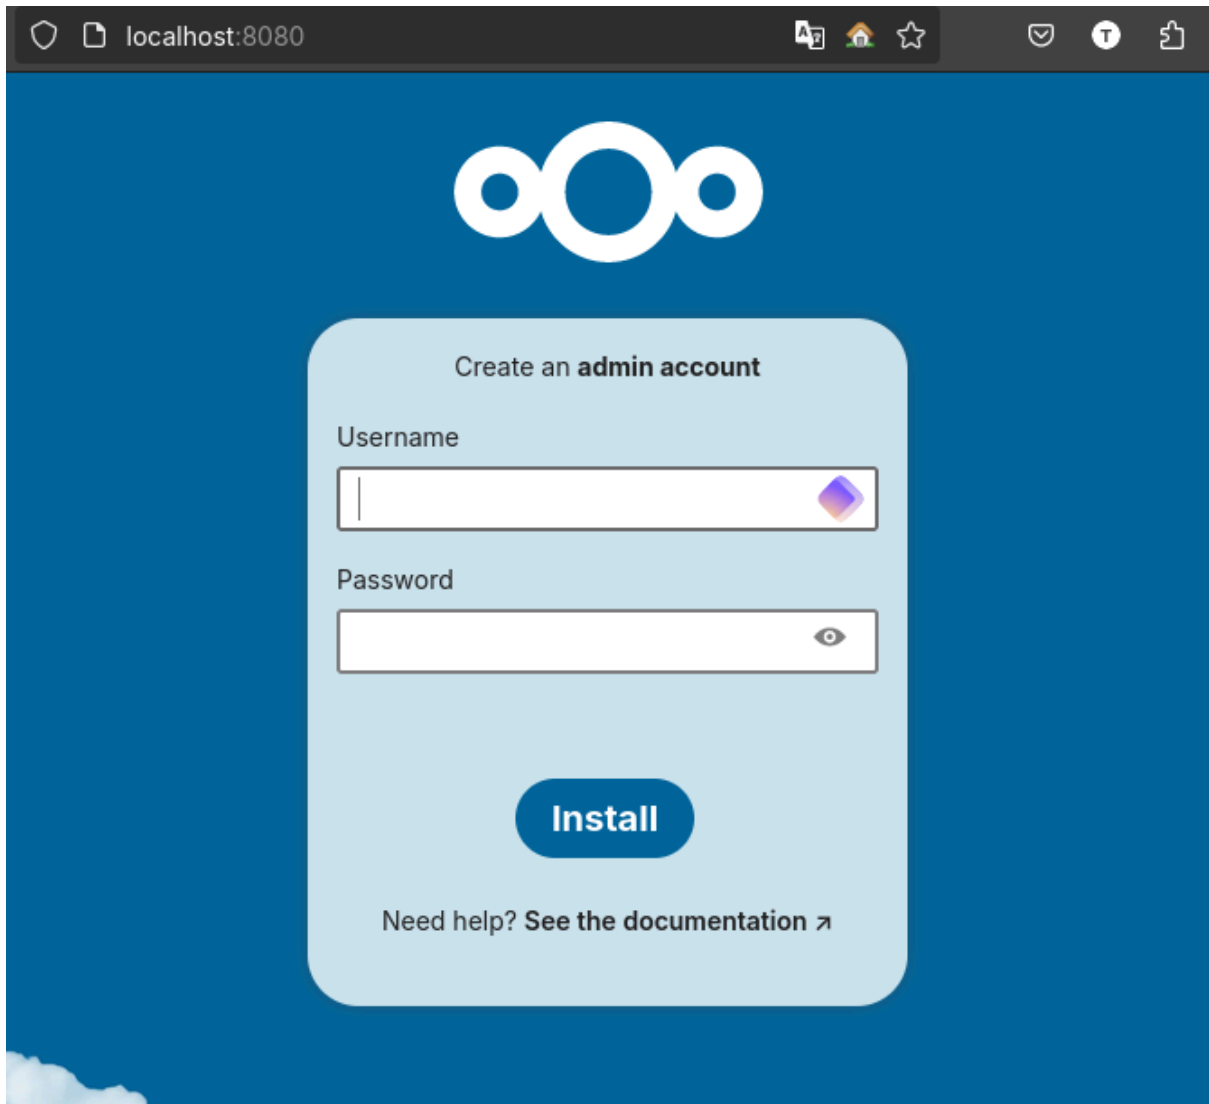 localhost:8080
T
Create an admin account
Username
Password
Install
Need help? See the documentation ↗